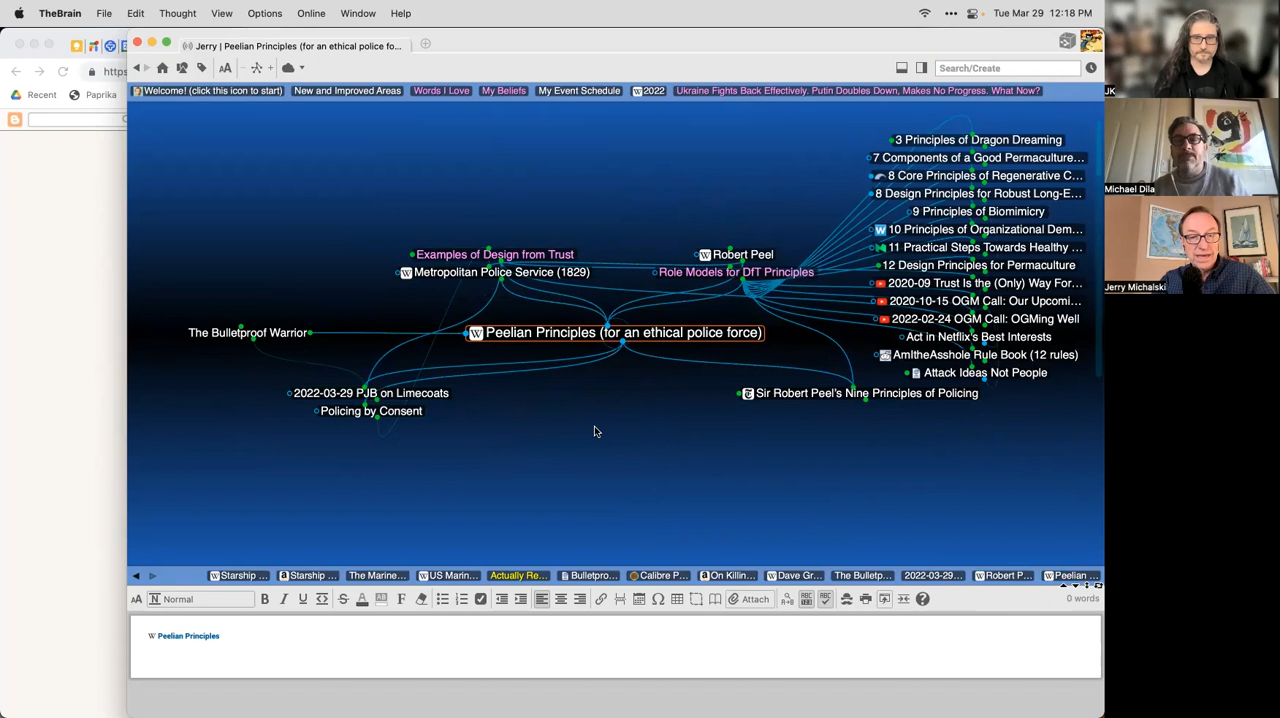 TheBrain File Edit Thought View Options Online Window Help
Tue Mar 29 12:18 PM
Jerry | Peelian Principles (for an ethical police fo...
https
Search/Create
Recent Paprika
Welcome! (click this icon to start) New and Improved Areas Words I Love My Beliefs My Event Schedule 2022 Ukraine Fights Back Effectively. Putin Doubles Down, Makes No Progress. What Now?
JK
3 Principles of Dragon Dreaming
7 Components of a Good Permaculture...
8 Core Principles of Regenerative C...
8 Design Principles for Robust Long-E...
9 Principles of Biomimicry
10 Principles of Organizational Dem...
11 Practical Steps Towards Healthy ...
12 Design Principles for Permaculture
2020-09 Trust Is the (Only) Way For...
2020-10-15 OGM Call: Our Upcomi...
2022-02-24 OGM Call: OGMing Well
Act in Netflix's Best Interests
AmItheAsshole Rule Book (12 rules)
Attack Ideas Not People
Michael Dila
Jerry Michalski
Examples of Design from Trust
Metropolitan Police Service (1829)
Robert Peel
Role Models for DfT Principles
The Bulletproof Warrior
Peelian Principles (for an ethical police force)
2022-03-29 PJB on Limecoats
Policing by Consent
Sir Robert Peel's Nine Principles of Policing
Starship ... Starship ... The Marine... US Marin... Actually Re... Bulletpro... Calibre P... On Killin... Dave Gr... The Bulletp... 2022-03-29... Robert P... Peelian ...
Normal B I U S A Attach 0 words
W Peelian Principles